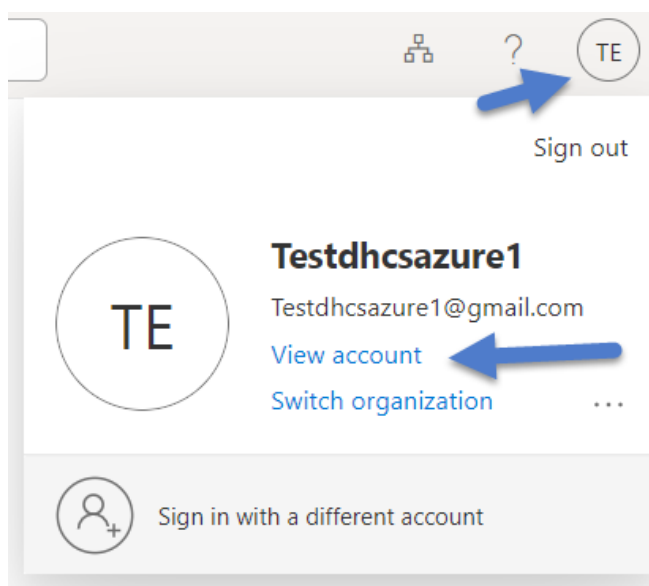 ? TE
Sign out
TE
Testdhcsazure1
Testdhcsazure1@gmail.com
View account
Switch organization
...
Sign in with a different account